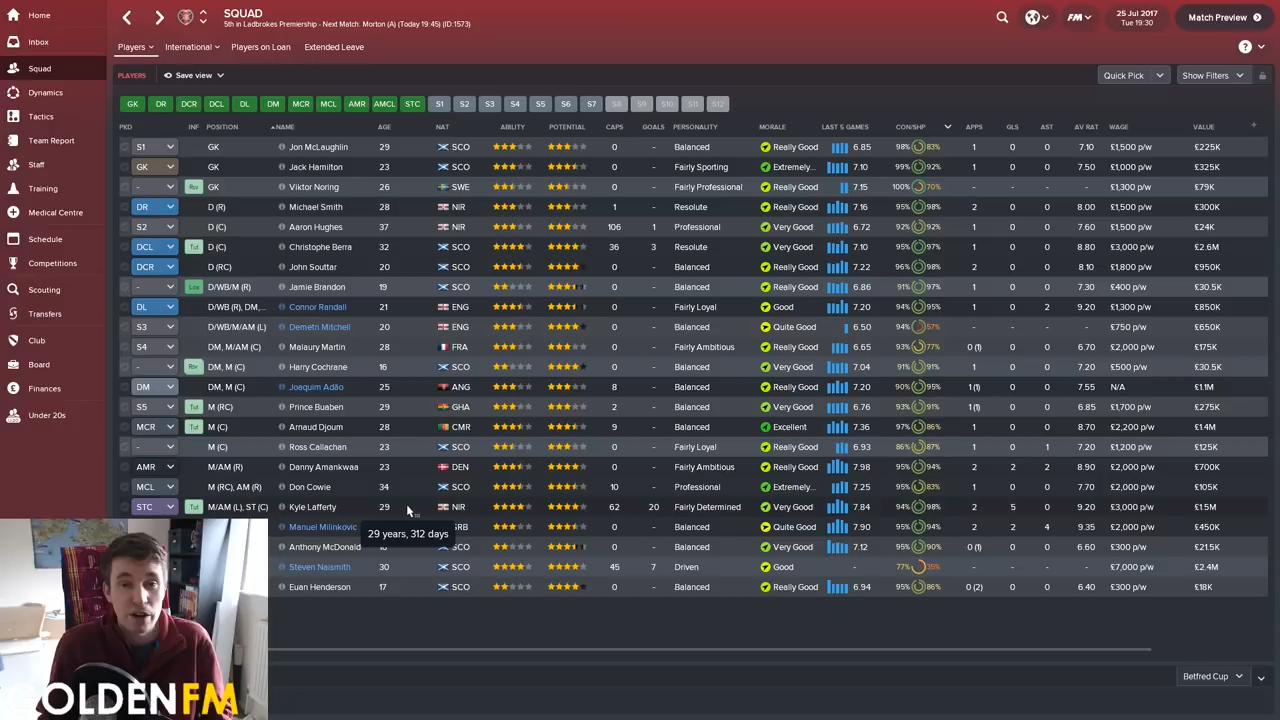 Home
Inbox
Squad
Dynamics
Tactics
Team Report
Staff
Training
Medical Centre
Schedule
Competitions
Scouting
Transfers
Club
Board
Finances
Under 20s
SQUAD
5th in Ladbrokes Premiership - Next Match: Morton (A) (Today 19:45) (ID:1573)
FM
25 Jul 2017
Tue 19:30
Match Preview
Players International Players on Loan Extended Leave ?
PLAYERS Save view Quick Pick Show Filters
GK DR DCR DCL DL DM MCR MCL AMR AMCL STC S1 S2 S3 S4 S5 S6 S7 S8 S9 S10 S11 S12
PKD INF POSITION NAME AGE NAT ABILITY POTENTIAL CAPS GOALS PERSONALITY MORALE LAST 5 GAMES CON/SHP APPS GLS AST AV RAT WAGE VALUE
S1 GK Jon McLaughlin 29 SCO 0 - Balanced Really Good 6.85 98% 83% 1 0 0 7.10 £1,500 p/w £225K
GK GK Jack Hamilton 23 SCO 0 - Fairly Sporting Extremely... 7.10 99% 92% 1 0 0 7.50 £1,000 p/w £325K
- GK Viktor Noring 26 SWE 0 - Fairly Professional Really Good 7.15 100% 70% - - - - £1,300 p/w £79K
DR D (R) Michael Smith 28 NIR 1 - Resolute Really Good 7.16 95% 98% 2 0 0 8.00 £1,500 p/w £300K
S2 D (C) Aaron Hughes 37 NIR 106 1 Professional Very Good 6.72 92% 92% 1 0 0 7.60 £1,500 p/w £24K
DCL Tut D (C) Christophe Berra 32 SCO 36 3 Resolute Very Good 7.10 95% 97% 2 1 0 8.80 £3,000 p/w £2.6M
DCR D (RC) John Souttar 20 SCO 0 - Balanced Really Good 7.22 96% 98% 2 0 0 8.10 £1,800 p/w £950K
- Loa D/WB/M (R) Jamie Brandon 19 SCO 0 - Balanced Really Good 6.86 91% 97% 1 0 0 7.30 £400 p/w £30.5K
DL D/WB (R), DM,... Connor Randall 21 ENG 0 - Fairly Loyal Good 7.20 94% 95% 1 0 2 9.20 £1,300 p/w £850K
S3 D/WB/M/AM (L) Demetri Mitchell 20 ENG 0 - Balanced Quite Good 6.50 94% 57% - - - - £750 p/w £650K
S4 DM, M/AM (C) Malaury Martin 28 FRA 0 - Fairly Ambitious Really Good 6.65 93% 77% 0 (1) 0 0 6.70 £2,000 p/w £175K
- DM, M (C) Harry Cochrane 16 SCO 0 - Balanced Very Good 7.04 91% 91% 1 0 0 7.20 £500 p/w £30.5K
DM DM, M (C) Joaquim Adão 25 ANG 8 - Balanced Really Good 7.20 90% 95% 1 (1) 0 0 7.55 N/A £1.1M
S5 Tut M (RC) Prince Buaben 29 GHA 2 - Balanced Very Good 6.76 93% 91% 1 (1) 0 0 6.85 £1,700 p/w £275K
MCR Tut M (C) Arnaud Djoum 28 CMR 9 - Balanced Excellent 7.36 97% 86% 1 0 0 8.70 £2,200 p/w £1.4M
- M (C) Ross Callachan 23 SCO 0 - Fairly Loyal Really Good 6.93 86% 87% 1 0 1 7.20 £1,200 p/w £125K
AMR M/AM (R) Danny Amankwaa 23 DEN 0 - Fairly Ambitious Really Good 7.98 95% 94% 2 2 2 8.90 £2,000 p/w £700K
MCL M (RC), AM (R) Don Cowie 34 SCO 10 - Professional Extremely... 7.25 95% 83% 1 0 0 7.70 £2,000 p/w £105K
STC Tut M/AM (L), ST (C) Kyle Lafferty 29 NIR 62 20 Fairly Determined Very Good 7.84 94% 98% 2 5 0 9.20 £3,000 p/w £1.5M
Manuel Milinkovic SRB 0 - Balanced Quite Good 7.90 95% 94% 2 2 4 9.35 £2,000 p/w £450K
29 years, 312 days
Anthony McDonald SCO 0 - Balanced Very Good 7.12 95% 90% 0 (1) 0 0 6.60 £300 p/w £21.5K
Steven Naismith 30 SCO 45 7 Driven Good - 77% 35% - - - - £7,000 p/w £2.4M
Euan Henderson 17 SCO 0 - Balanced Really Good 6.94 95% 86% 0 (2) 0 0 6.40 £300 p/w £18K
Betfred Cup
GOLDENFM